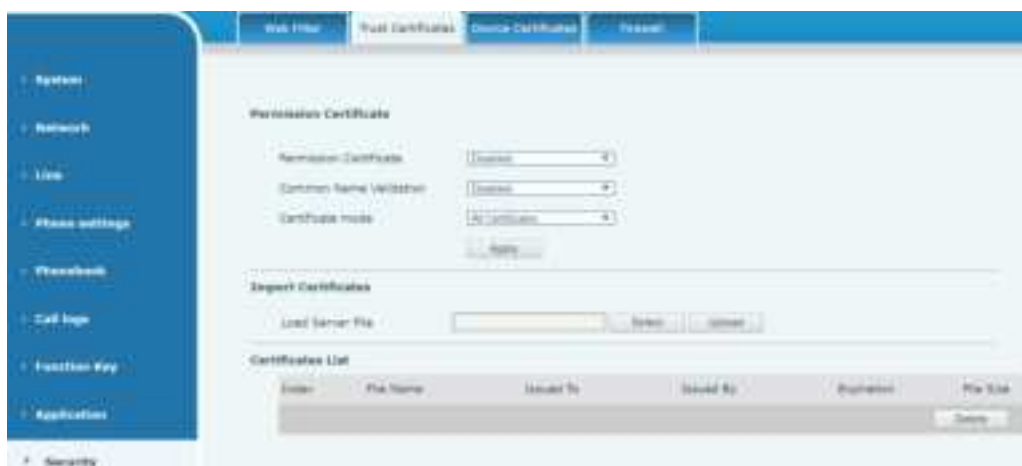 Web Filter
Trust Certificates
Device Certificates
Firewall
System
Network
Line
Phone settings
Phonebook
Call logs
Function Key
Application
Security
Permission Certificate
Permission Certificate
Disabled
Common Name Validation
Disabled
Certificate mode
All Certificates
Apply
Import Certificates
Load Server File
Select
Upload
Certificates List
Index
File Name
Issued To
Issued By
Expiration
File Size
Delete